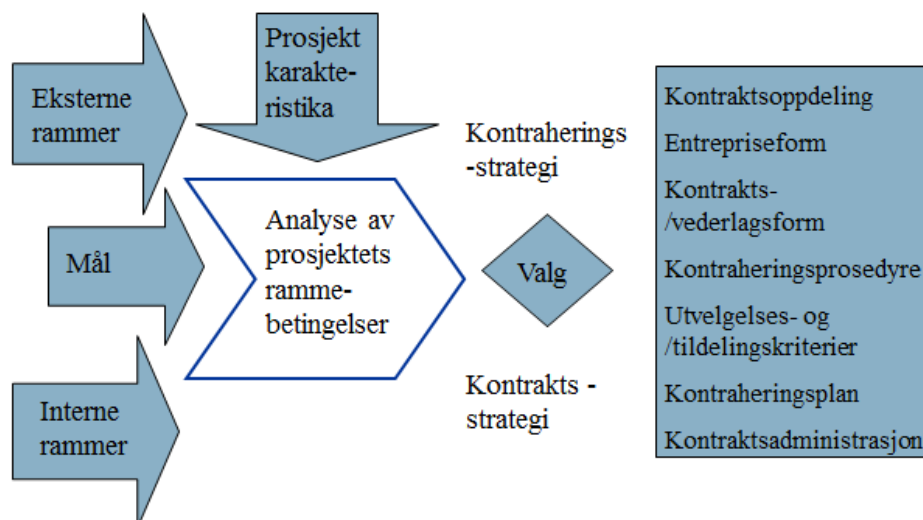 Eksterne
rammer
Prosjekt
karakte-
ristika
Mål
Analyse av
prosjektets
ramme-
betingelser
Interne
rammer
Kontraherings
-strategi
Valg
Kontrakts -
strategi
Kontraktsoppdeling
Entrepriseform
Kontrakts-
/vederlagsform
Kontraheringsprosedyre
Utvelgelses- og
/tildelingskriterier
Kontraheringsplan
Kontraktsadministrasjon